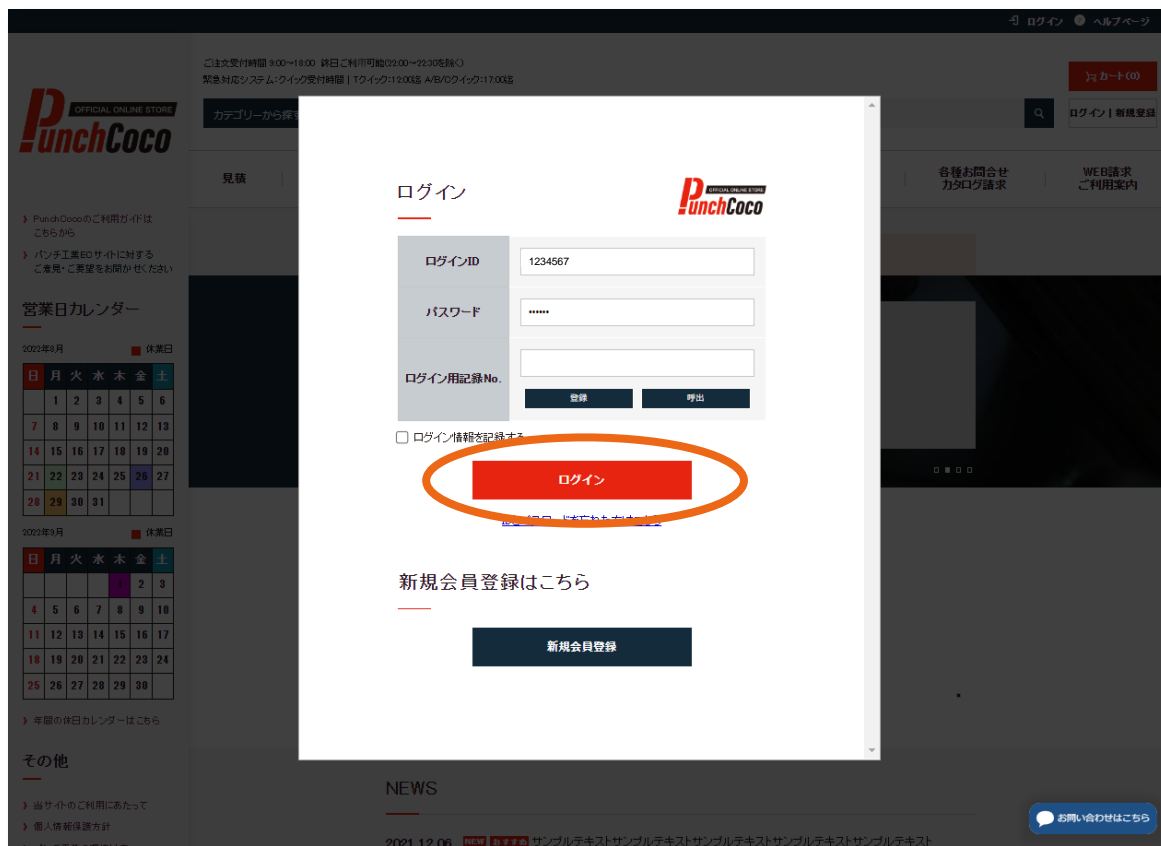 ログイン ヘルプページ
ご注文受付時間 9:00～18:00 終日ご利用可能(22:00～22:30を除く)
緊急対応システム:クイック受付時間 | Tクイック:12:00迄 A/B/Cクイック:17:00迄
カート(0)
OFFICIAL ONLINE STORE
PunchCoco
カテゴリーから探す
ログイン | 新規登録
見積
各種お問合せ
カタログ請求
WEB請求
ご利用案内
PunchCocoのご利用ガイドは
こちらから
パンチ工業ECサイトに対する
ご意見・ご要望をお聞かせください
営業日カレンダー
2022年8月 休業日
日 月 火 水 木 金 土
1 2 3 4 5 6
7 8 9 10 11 12 13
14 15 16 17 18 19 20
21 22 23 24 25 26 27
28 29 30 31
2022年9月 休業日
日 月 火 水 木 金 土
1 2 3
4 5 6 7 8 9 10
11 12 13 14 15 16 17
18 19 20 21 22 23 24
25 26 27 28 29 30
年間の休日カレンダーはこちら
その他
当サイトのご利用にあたって
個人情報保護方針
ログイン
OFFICIAL ONLINE STORE
PunchCoco
ログインID 1234567
パスワード ••••••
ログイン用記録No.
登録 呼出
ログイン情報を記録する
ログイン
新規会員登録はこちら
新規会員登録
NEWS
2021.12.06 NEW おすすめ サンプルテキストサンプルテキストサンプルテキストサンプルテキストサンプルテキスト
お問い合わせはこちら